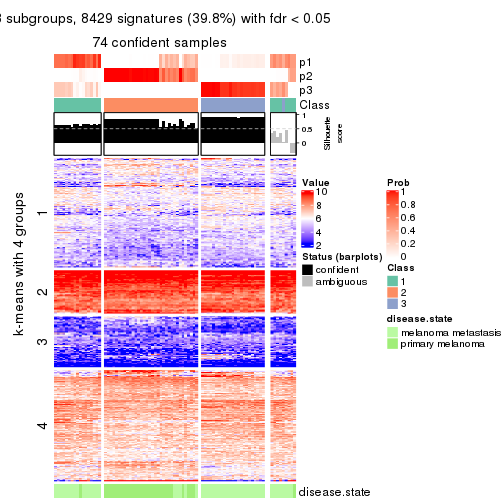 subgroups, 8429 signatures (39.8%) with fdr < 0.05
74 confident samples
p1
p2
p3
Class
1
0.5
0
Silhouette
score
k-means with 4 groups
1
2
3
4
disease.state
Value
10
8
6
4
2
Status (barplots)
confident
ambiguous
Prob
1
0.8
0.6
0.4
0.2
0
Class
1
2
3
disease.state
melanoma metastasis
primary melanoma